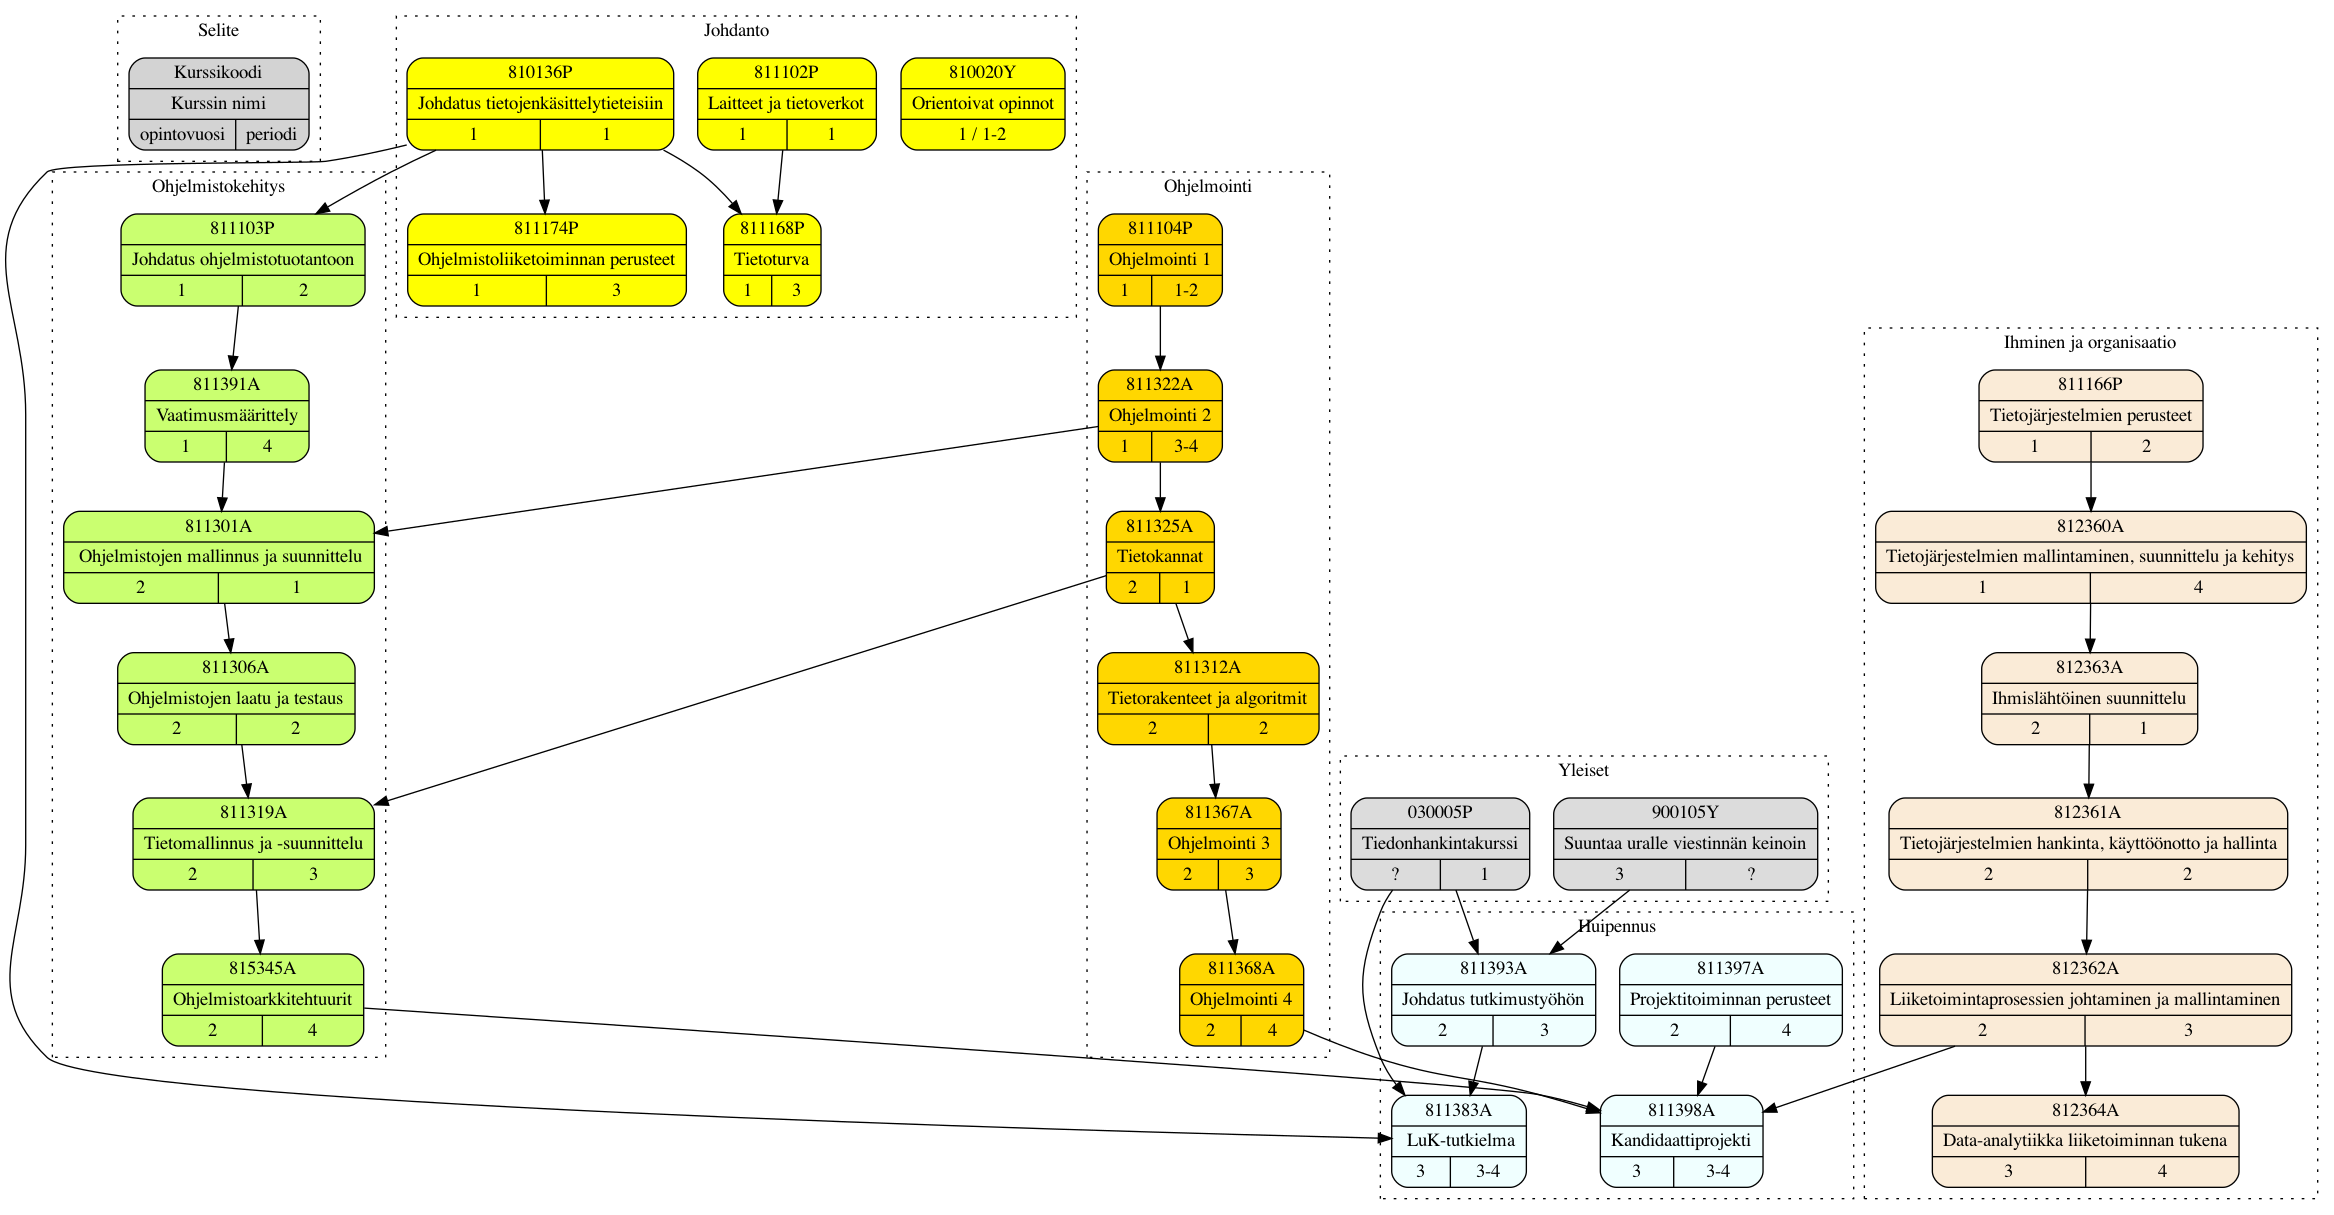 Selite
Kurssikoodi
Kurssin nimi
opintovuosi periodi
Johdanto
810136P
Johdatus tietojenkäsittelytieteisiin
1 1
811102P
Laitteet ja tietoverkot
1 1
810020Y
Orientoivat opinnot
1 / 1-2
811174P
Ohjelmistoliiketoiminnan perusteet
1 3
811168P
Tietoturva
1 3
Ohjelmistokehitys
811103P
Johdatus ohjelmistotuotantoon
1 2
811391A
Vaatimusmäärittely
1 4
811301A
Ohjelmistojen mallinnus ja suunnittelu
2 1
811306A
Ohjelmistojen laatu ja testaus
2 2
811319A
Tietomallinnus ja -suunnittelu
2 3
815345A
Ohjelmistoarkkitehtuurit
2 4
Ohjelmointi
811104P
Ohjelmointi 1
1 1-2
811322A
Ohjelmointi 2
1 3-4
811325A
Tietokannat
2 1
811312A
Tietorakenteet ja algoritmit
2 2
811367A
Ohjelmointi 3
2 3
811368A
Ohjelmointi 4
2 4
Yleiset
030005P
Tiedonhankintakurssi
? 1
900105Y
Suuntaa uralle viestinnän keinoin
3 ?
Huipennus
811393A
Johdatus tutkimustyöhön
2 3
811397A
Projektitoiminnan perusteet
2 4
811383A
LuK-tutkielma
3 3-4
811398A
Kandidaattiprojekti
3 3-4
Ihminen ja organisaatio
811166P
Tietojärjestelmien perusteet
1 2
812360A
Tietojärjestelmien mallintaminen, suunnittelu ja kehitys
1 4
812363A
Ihmislähtöinen suunnittelu
2 1
812361A
Tietojärjestelmien hankinta, käyttöönotto ja hallinta
2 2
812362A
Liiketoimintaprosessien johtaminen ja mallintaminen
2 3
812364A
Data-analytiikka liiketoiminnan tukena
3 4